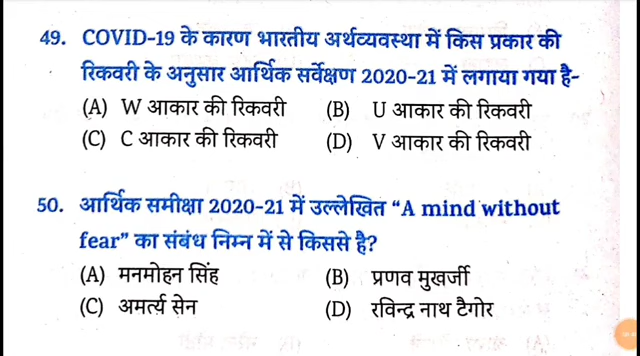 49. COVID-19 के कारण भारतीय अर्थव्यवस्था में किस प्रकार की
रिकवरी के अनुसार आर्थिक सर्वेक्षण 2020-21 में लगाया गया है-
(A) W आकार की रिकवरी (B) U आकार की रिकवरी
(C) C आकार की रिकवरी (D) V आकार की रिकवरी
50. आर्थिक समीक्षा 2020-21 में उल्लेखित “A mind without
fear” का संबंध निम्न में से किससे है?
(A) मनमोहन सिंह (B) प्रणव मुखर्जी
(C) अमर्त्य सेन (D) रविन्द्र नाथ टैगोर